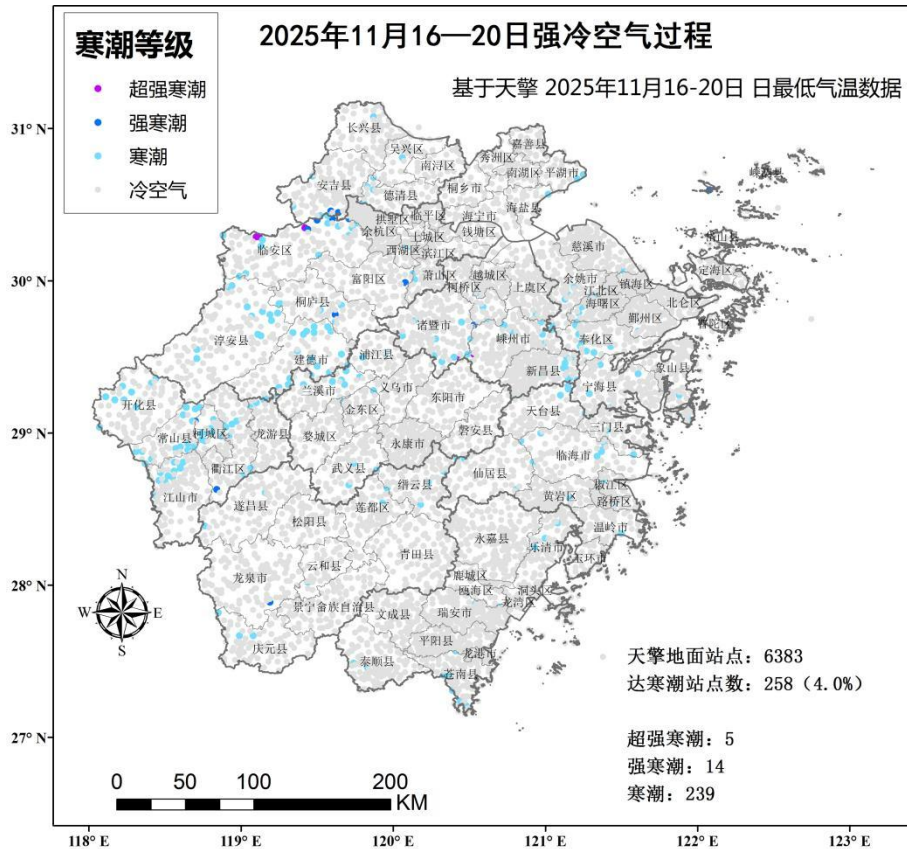 2025年11月16—20日强冷空气过程
基于天擎 2025年11月16-20日 日最低气温数据
寒潮等级
超强寒潮
强寒潮
寒潮
冷空气
31° N
30° N
29° N
28° N
27° N
长兴县
吴兴区
南浔区
安吉县
德清县
嘉善县
秀洲区
南湖区
平湖市
桐乡市
海盐县
海宁市
临平区
拱墅区
余杭区
上城区
钱塘区
西湖区
滨江区
临安区
富阳区
萧山区
越城区
柯桥区
上虞区
慈溪市
余姚市
江北区
镇海区
海曙区
北仑区
鄞州区
定海区
桐庐县
淳安县
建德市
诸暨市
嵊州市
奉化区
浦江县
新昌县
象山县
宁海县
兰溪市
义乌市
东阳市
天台县
开化县
金东区
三门县
常山县
柯城区
龙游县
婺城区
磐安县
永康市
临海市
衢江区
武义县
仙居县
江山市
缙云县
椒江区
黄岩区
路桥区
遂昌县
莲都区
温岭市
松阳县
永嘉县
乐清市
玉环市
青田县
龙泉市
云和县
鹿城区
瓯海区
洞头区
龙湾区
景宁畲族自治县
文成县
瑞安市
庆元县
平阳县
泰顺县
龙港市
苍南县
N
W
E
S
天擎地面站点：6383
达寒潮站点数：258（4.0%）
超强寒潮：5
强寒潮：14
寒潮：239
0 50 100 200
KM
118° E
119° E
120° E
121° E
122° E
123° E